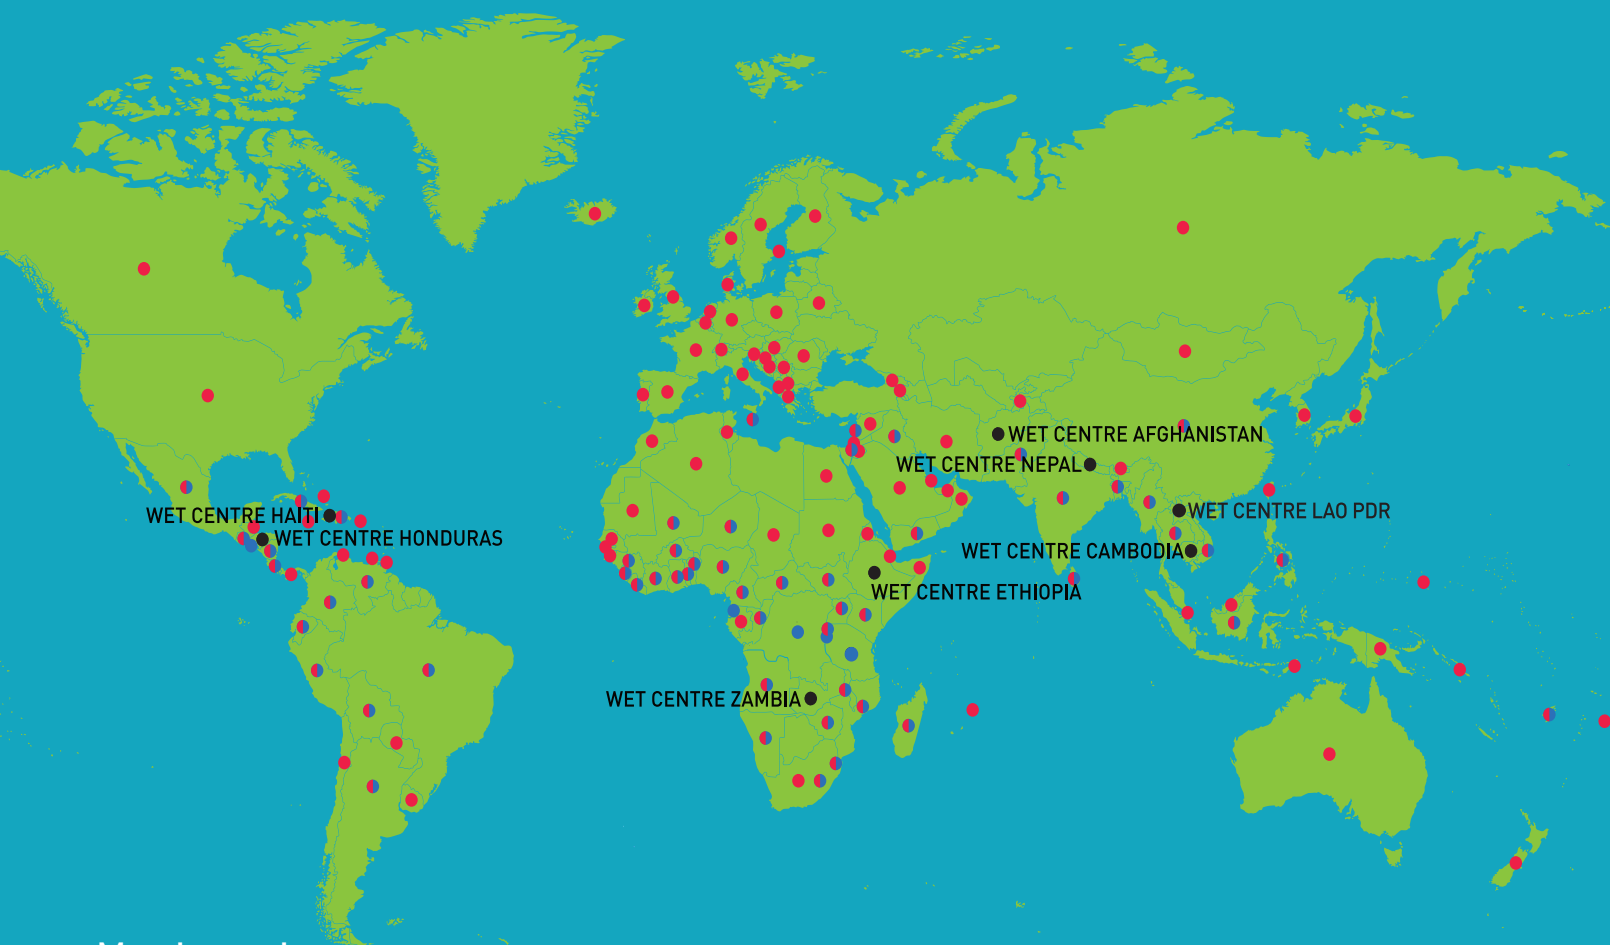 WET CENTRE AFGHANISTAN
WET CENTRE NEPAL
WET CENTRE HAITI
WET CENTRE LAO PDR
WET CENTRE HONDURAS
WET CENTRE CAMBODIA
WET CENTRE ETHIOPIA
WET CENTRE ZAMBIA